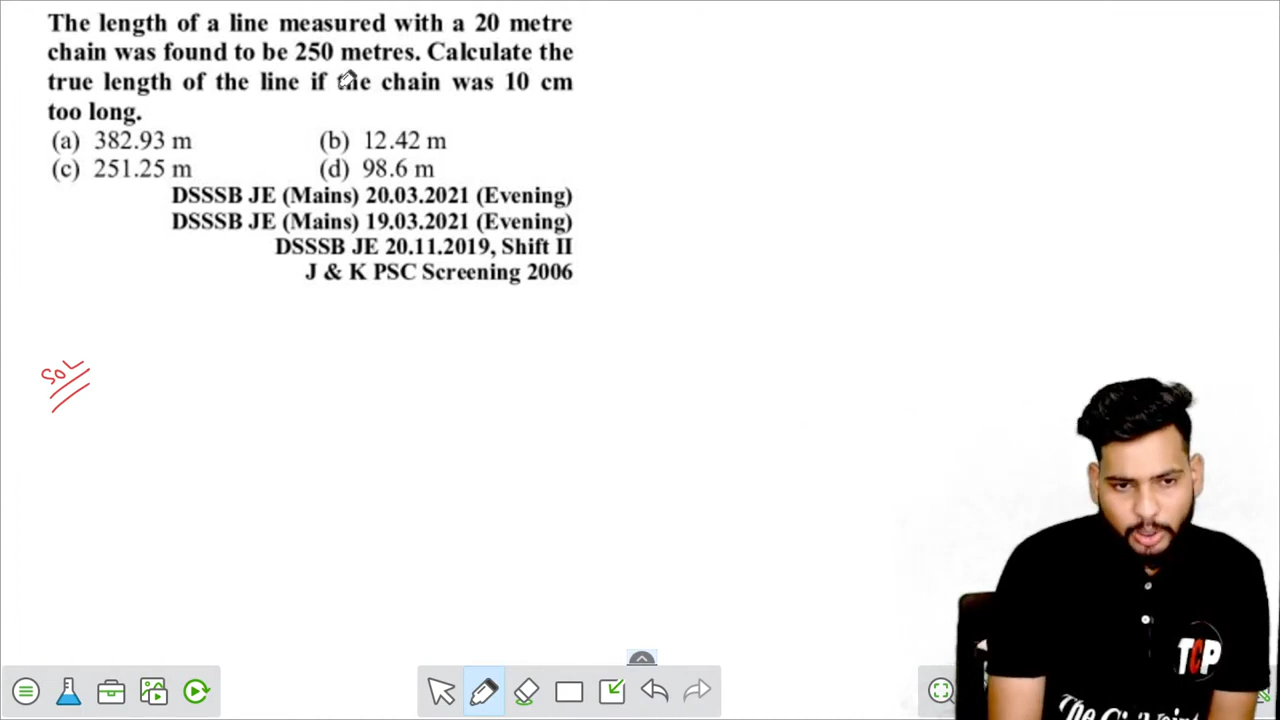 The length of a line measured with a 20 metre
chain was found to be 250 metres. Calculate the
true length of the line if the chain was 10 cm
too long.
(a) 382.93 m (b) 12.42 m
(c) 251.25 m (d) 98.6 m
DSSSB JE (Mains) 20.03.2021 (Evening)
DSSSB JE (Mains) 19.03.2021 (Evening)
DSSSB JE 20.11.2019, Shift II
J & K PSC Screening 2006
SOL
TCP
The Civil